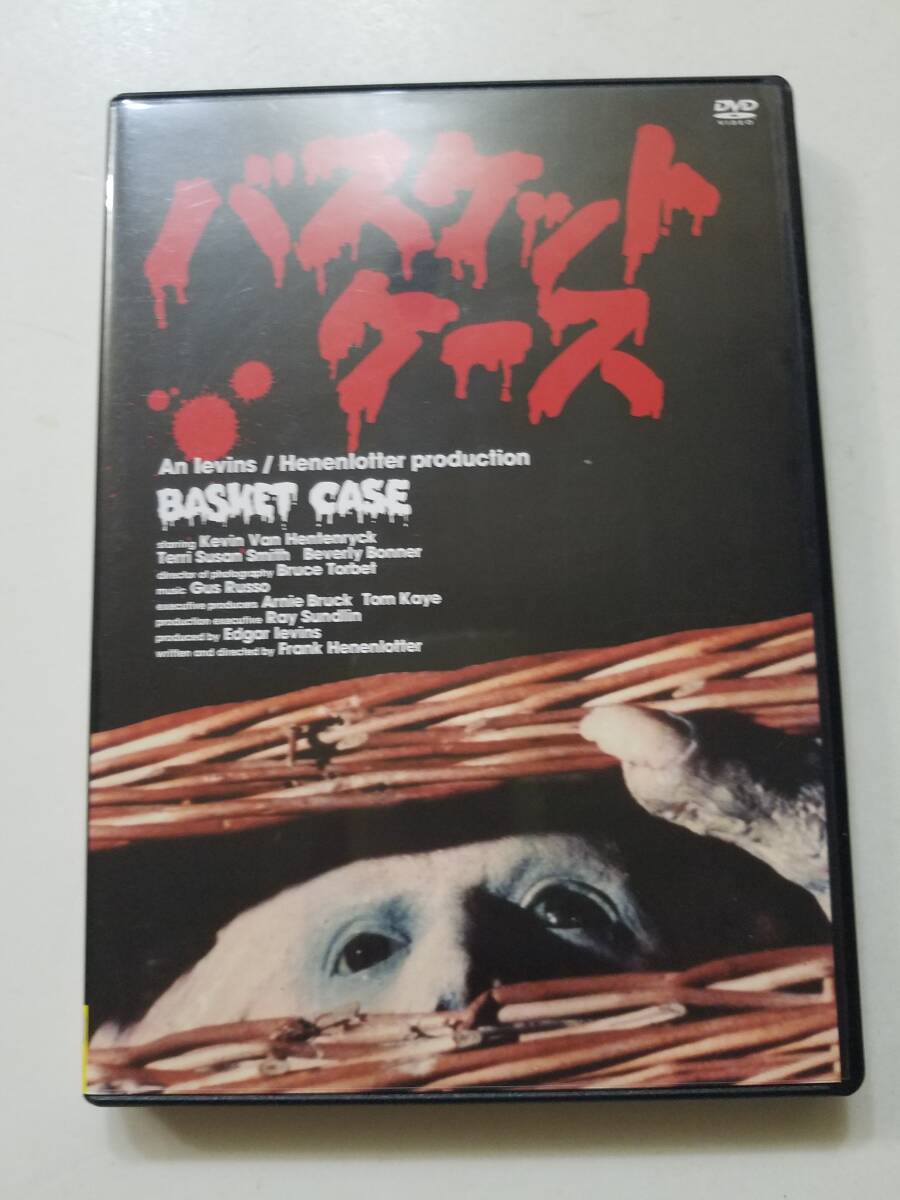 DVD
VIDEO
バスケット
ケース
An Ievins / Henenlotter production
BASKET CASE
starring Kevin Van Hentenryck
Terri Susan Smith Beverly Bonner
director of photography Bruce Torbet
music Gus Russo
executive producers Arnie Bruck Tom Kaye
production executive Ray Sundlin
produced by Edgar Ievins
written and directed by Frank Henenlotter